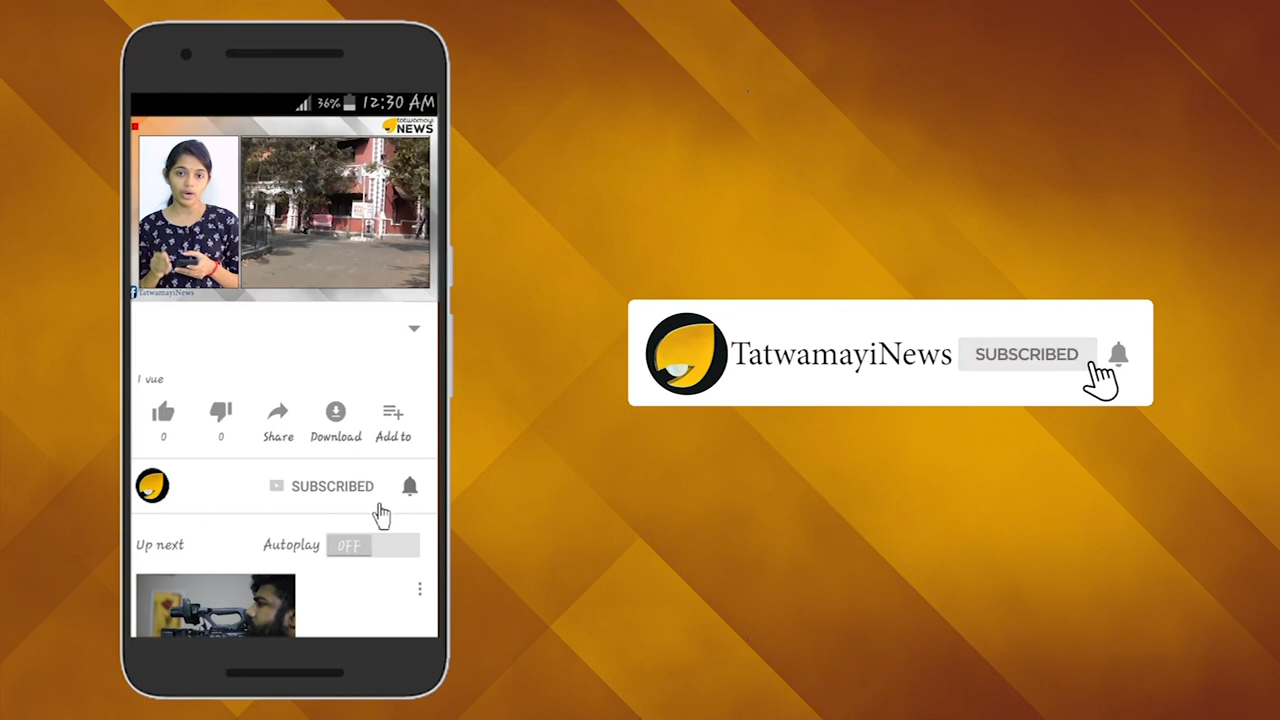 36% 12:30 AM
tatwamayi
NEWS
TatwamayiNews
1 vue
0 0 Share Download Add to
SUBSCRIBED
Up next Autoplay OFF
TatwamayiNews SUBSCRIBED